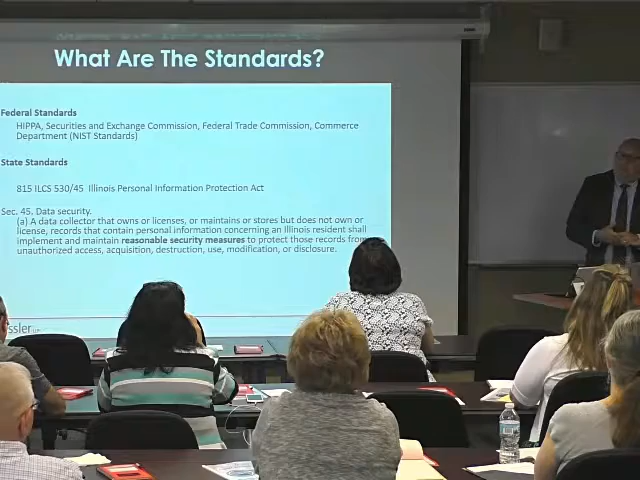 What Are The Standards?
Federal Standards
HIPPA, Securities and Exchange Commission, Federal Trade Commission, Commerce
Department (NIST Standards)
State Standards
815 ILCS 530/45 Illinois Personal Information Protection Act
Sec. 45. Data security.
(a) A data collector that owns or licenses, or maintains or stores but does not own or
license, records that contain personal information concerning an Illinois resident shall
implement and maintain reasonable security measures to protect those records from
unauthorized access, acquisition, destruction, use, modification, or disclosure.
ssler